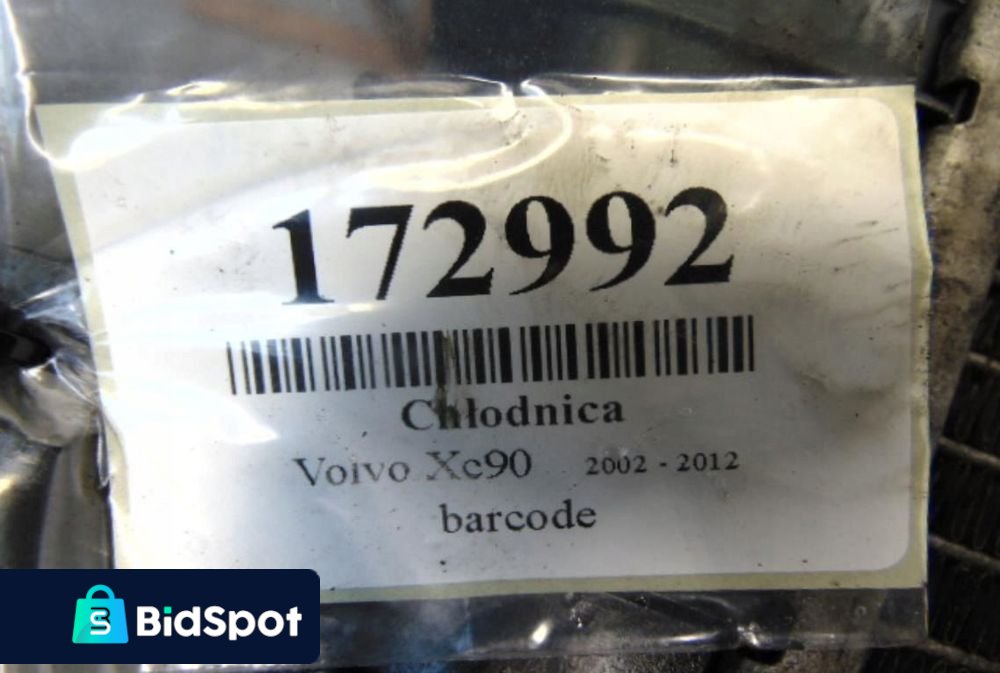 172992
Chłodnica
Volvo Xc90 2002 - 2012
barcode
BidSpot